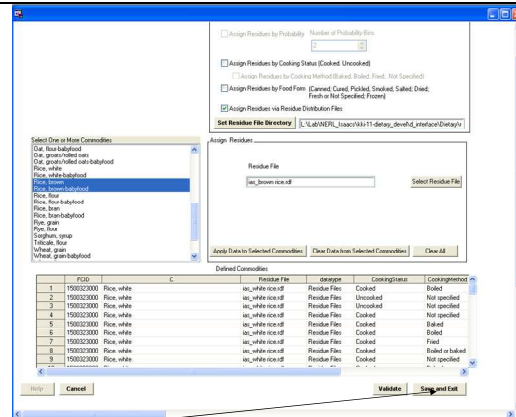 Assign Residues by Probability Number of Probability Bins
2
Assign Residues by Cooking Status (Cooked: Uncooked)
Assign Residues by Cooking Method (Baked, Boiled, Fried, Not Specified)
Assign Residues by Food Form (Canned: Cured, Pickled, Smoked, Salted; Dried;
Fresh or Not Specified; Frozen)
Assign Residues via Residue Distribution Files
Set Residue File Directory
Select One or More Commodities
Oat, flour-babyfood
Oat, groats/rolled oats
Oat, groats/rolled oats-babyfood
Rice, white
Rice, white-babyfood
Rice, brown
Rice, brown-babyfood
Rice, flour
Rice, flour-babyfood
Rice, bran
Rice, bran-babyfood
Rye, grain
Rye, flour
Sorghum, syrup
Triticale, flour
Wheat, grain
Wheat, grain-babyfood
Assign Residues
Residue File
ias_brown rice.rdf
Select Residue File
Apply Data to Selected Commodities Clear Data from Selected Commodities Clear All
Defined Commodities
FCID C Residue File datatype CookingStatus CookingMethod
1 1500323000 Rice, white ias_white rice.rdf Residue Files Cooked Boiled
2 1500323000 Rice, white ias_white rice.rdf Residue Files Uncooked Not specified
3 1500323000 Rice, white ias_white rice.rdf Residue Files Uncooked Not specified
4 1500323000 Rice, white ias_white rice.rdf Residue Files Cooked Not specified
5 1500323000 Rice, white ias_white rice.rdf Residue Files Cooked Baked
6 1500323000 Rice, white ias_white rice.rdf Residue Files Cooked Boiled
7 1500323000 Rice, white ias_white rice.rdf Residue Files Cooked Fried
8 1500323000 Rice, white ias_white rice.rdf Residue Files Cooked Boiled or baked
9 1500323000 Rice, white ias_white rice.rdf Residue Files Cooked Not specified
Help Cancel Validate Save and Exit